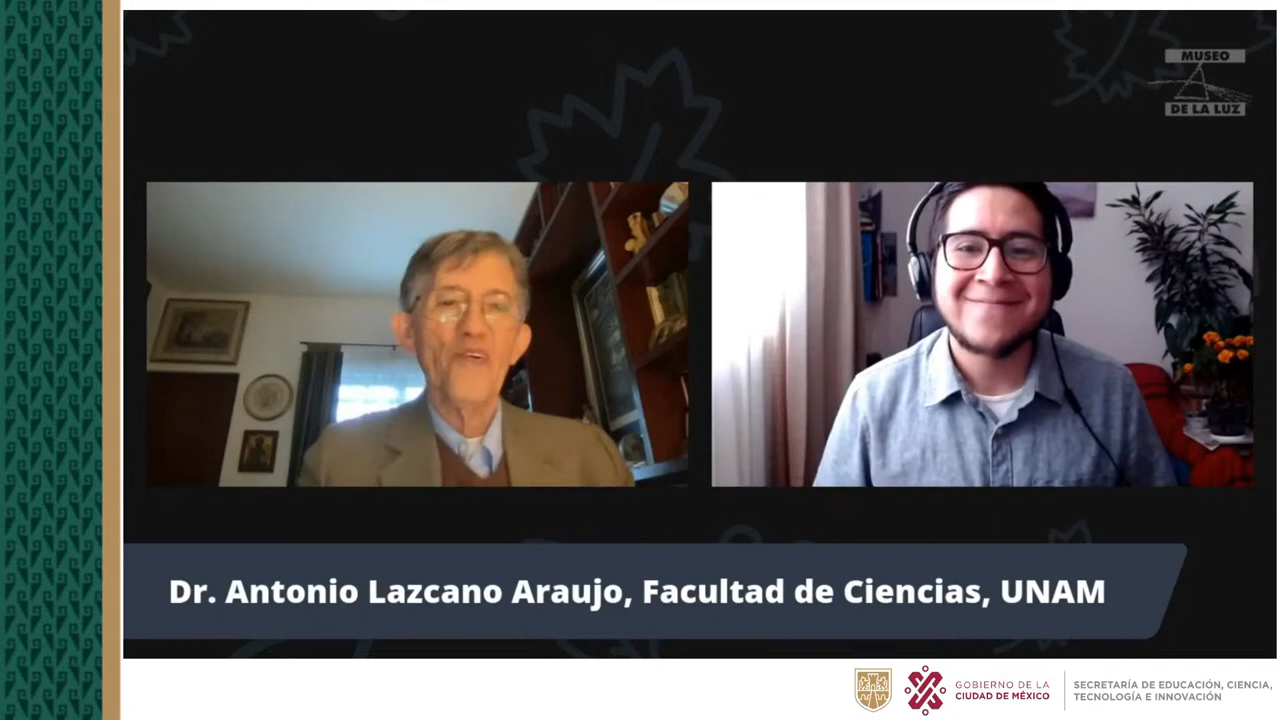 MUSEO
DE LA LUZ
Dr. Antonio Lazcano Araujo, Facultad de Ciencias, UNAM
GOBIERNO DE LA
CIUDAD DE MÉXICO
SECRETARÍA DE EDUCACIÓN, CIENCIA,
TECNOLOGÍA E INNOVACIÓN